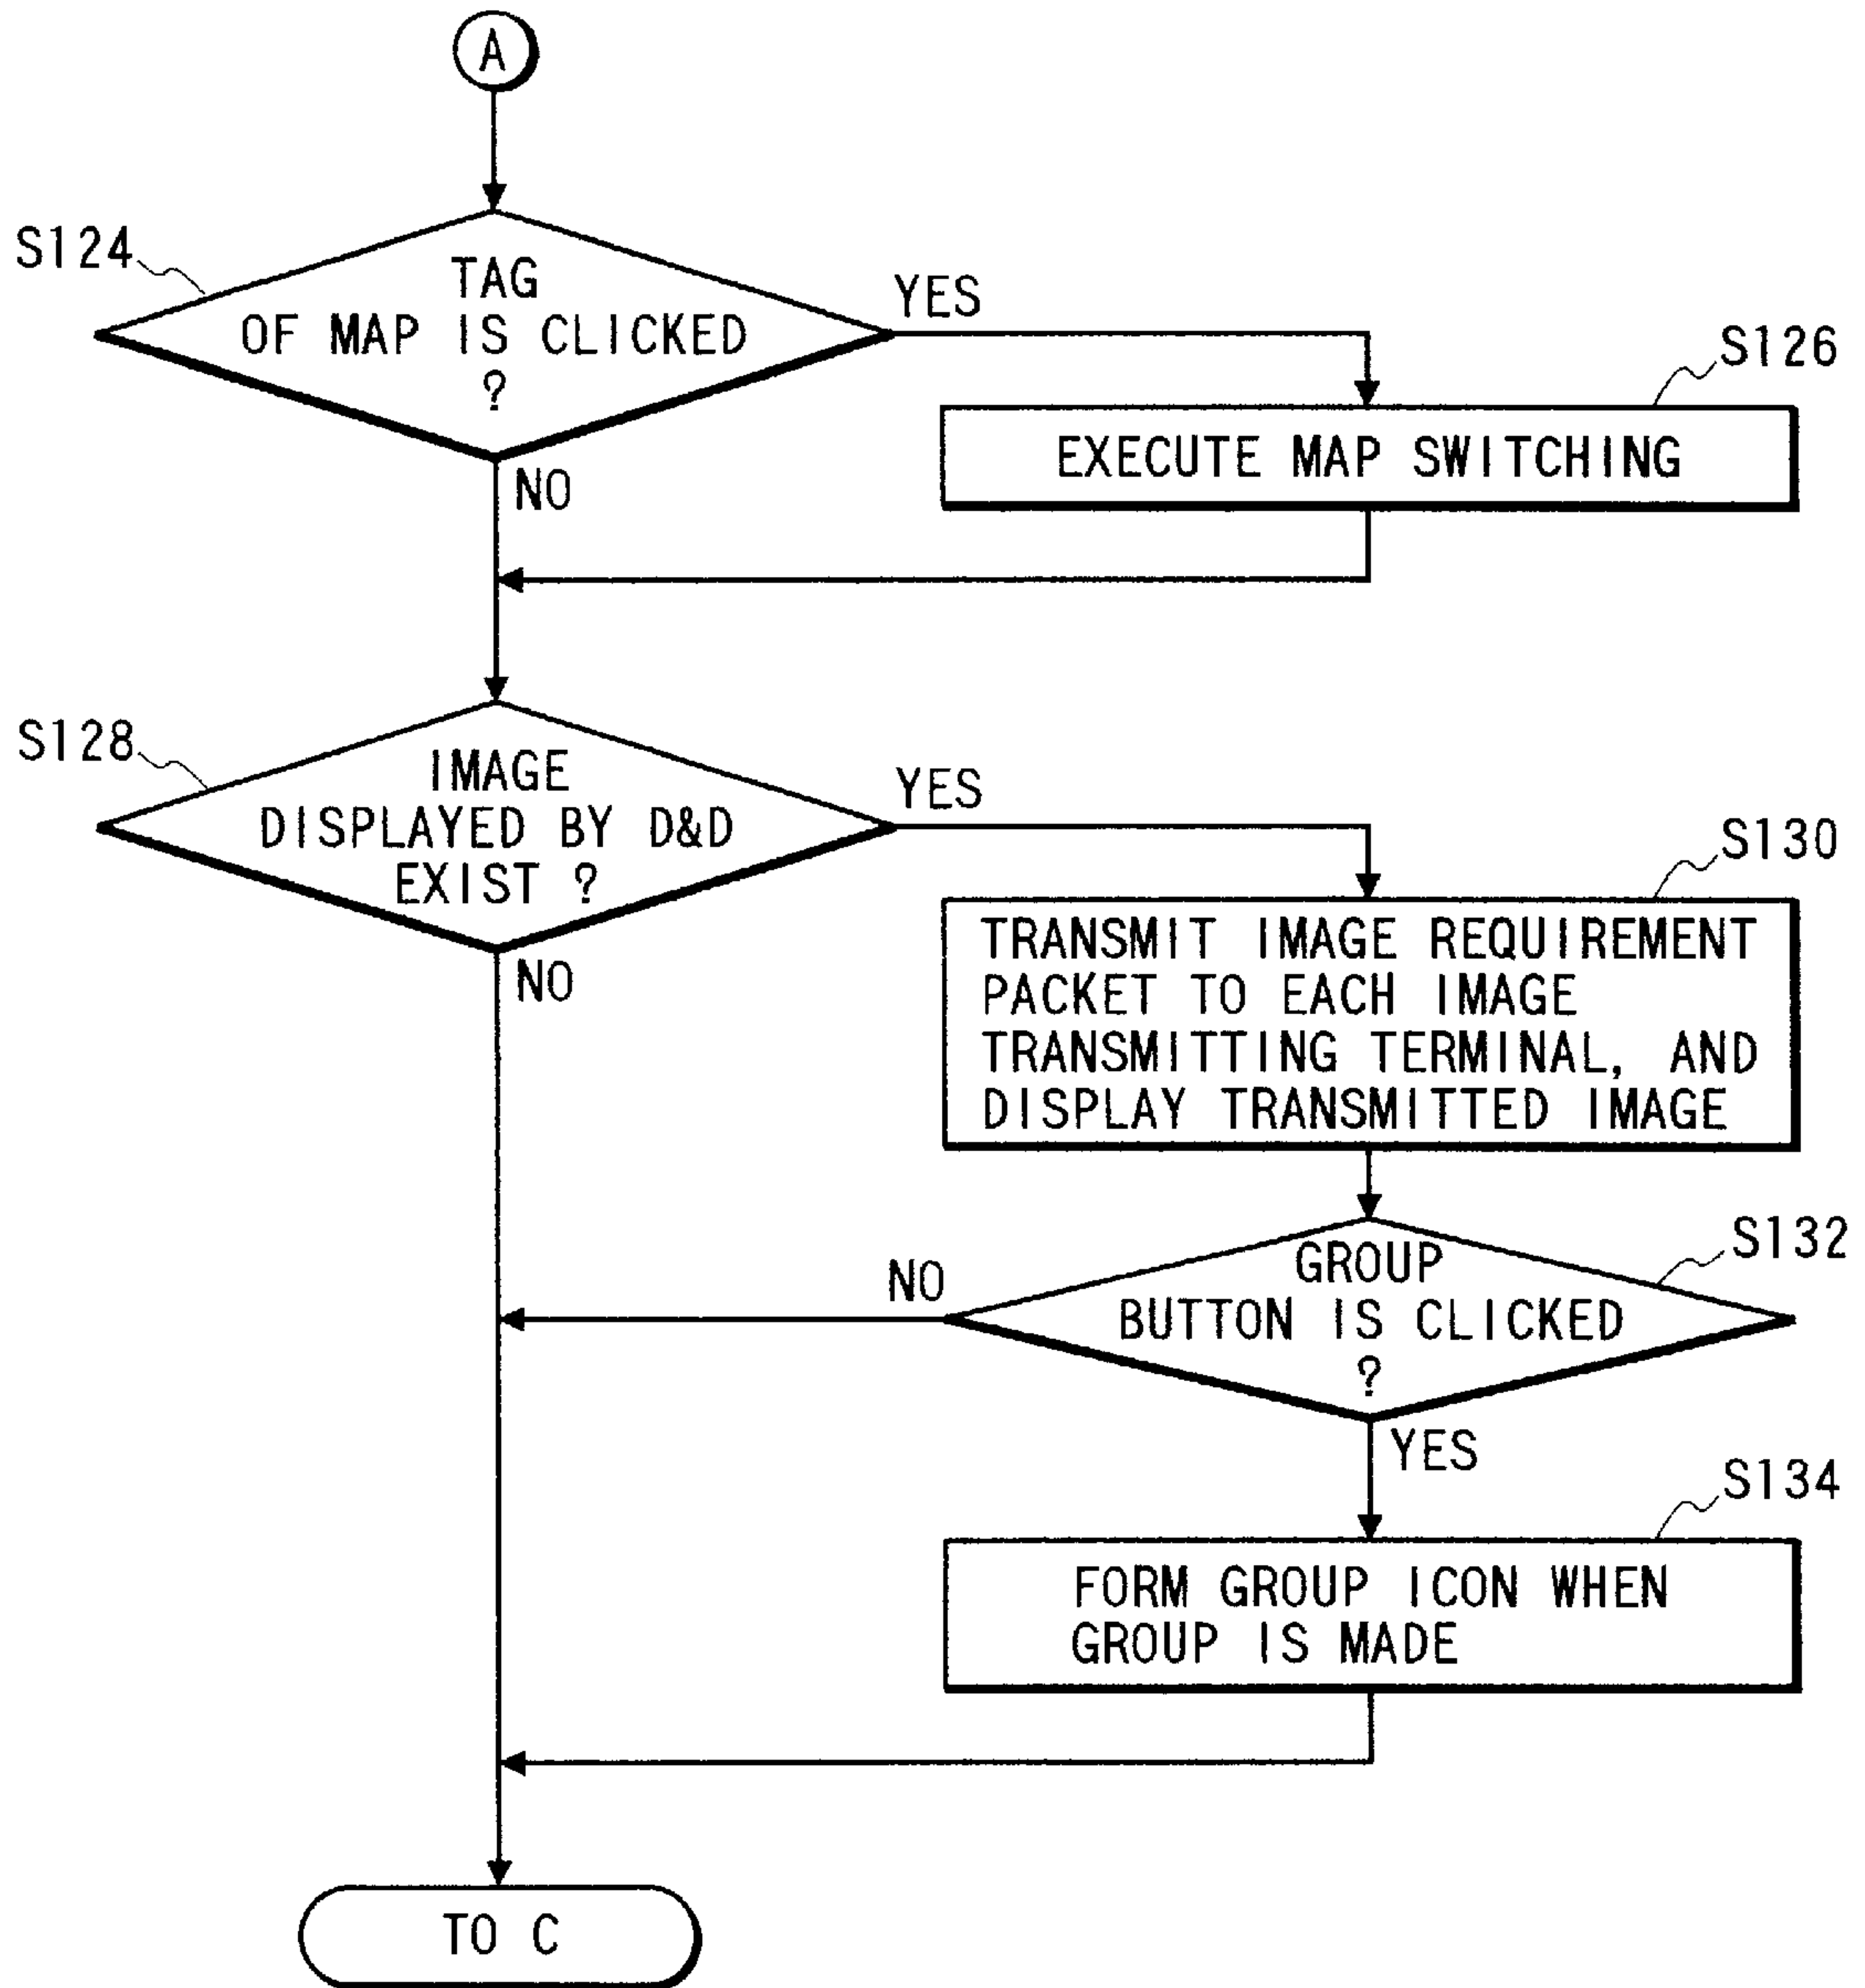 A
S124
TAG
OF MAP IS CLICKED
?
YES
NO
S126
EXECUTE MAP SWITCHING
S128
IMAGE
DISPLAYED BY D&D
EXIST ?
YES
NO
S130
TRANSMIT IMAGE REQUIREMENT
PACKET TO EACH IMAGE
TRANSMITTING TERMINAL, AND
DISPLAY TRANSMITTED IMAGE
S132
GROUP
BUTTON IS CLICKED
?
NO
YES
S134
FORM GROUP ICON WHEN
GROUP IS MADE
TO C